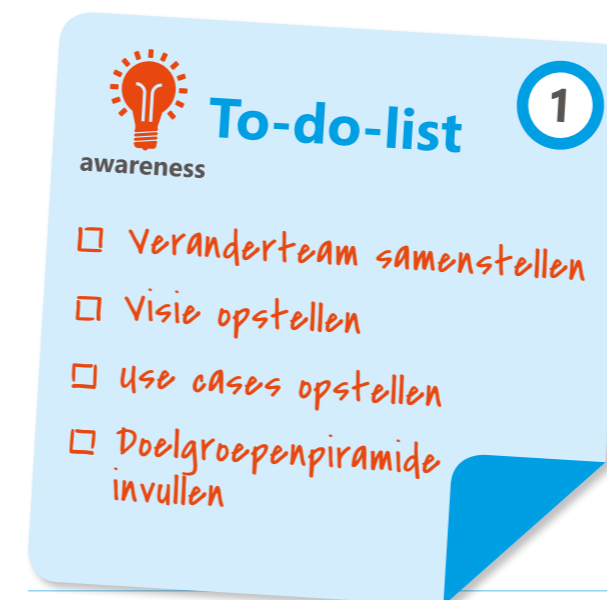 To-do-list
1
awareness
Veranderteam samenstellen
Visie opstellen
Use cases opstellen
Doelgroepenpiramide
invullen